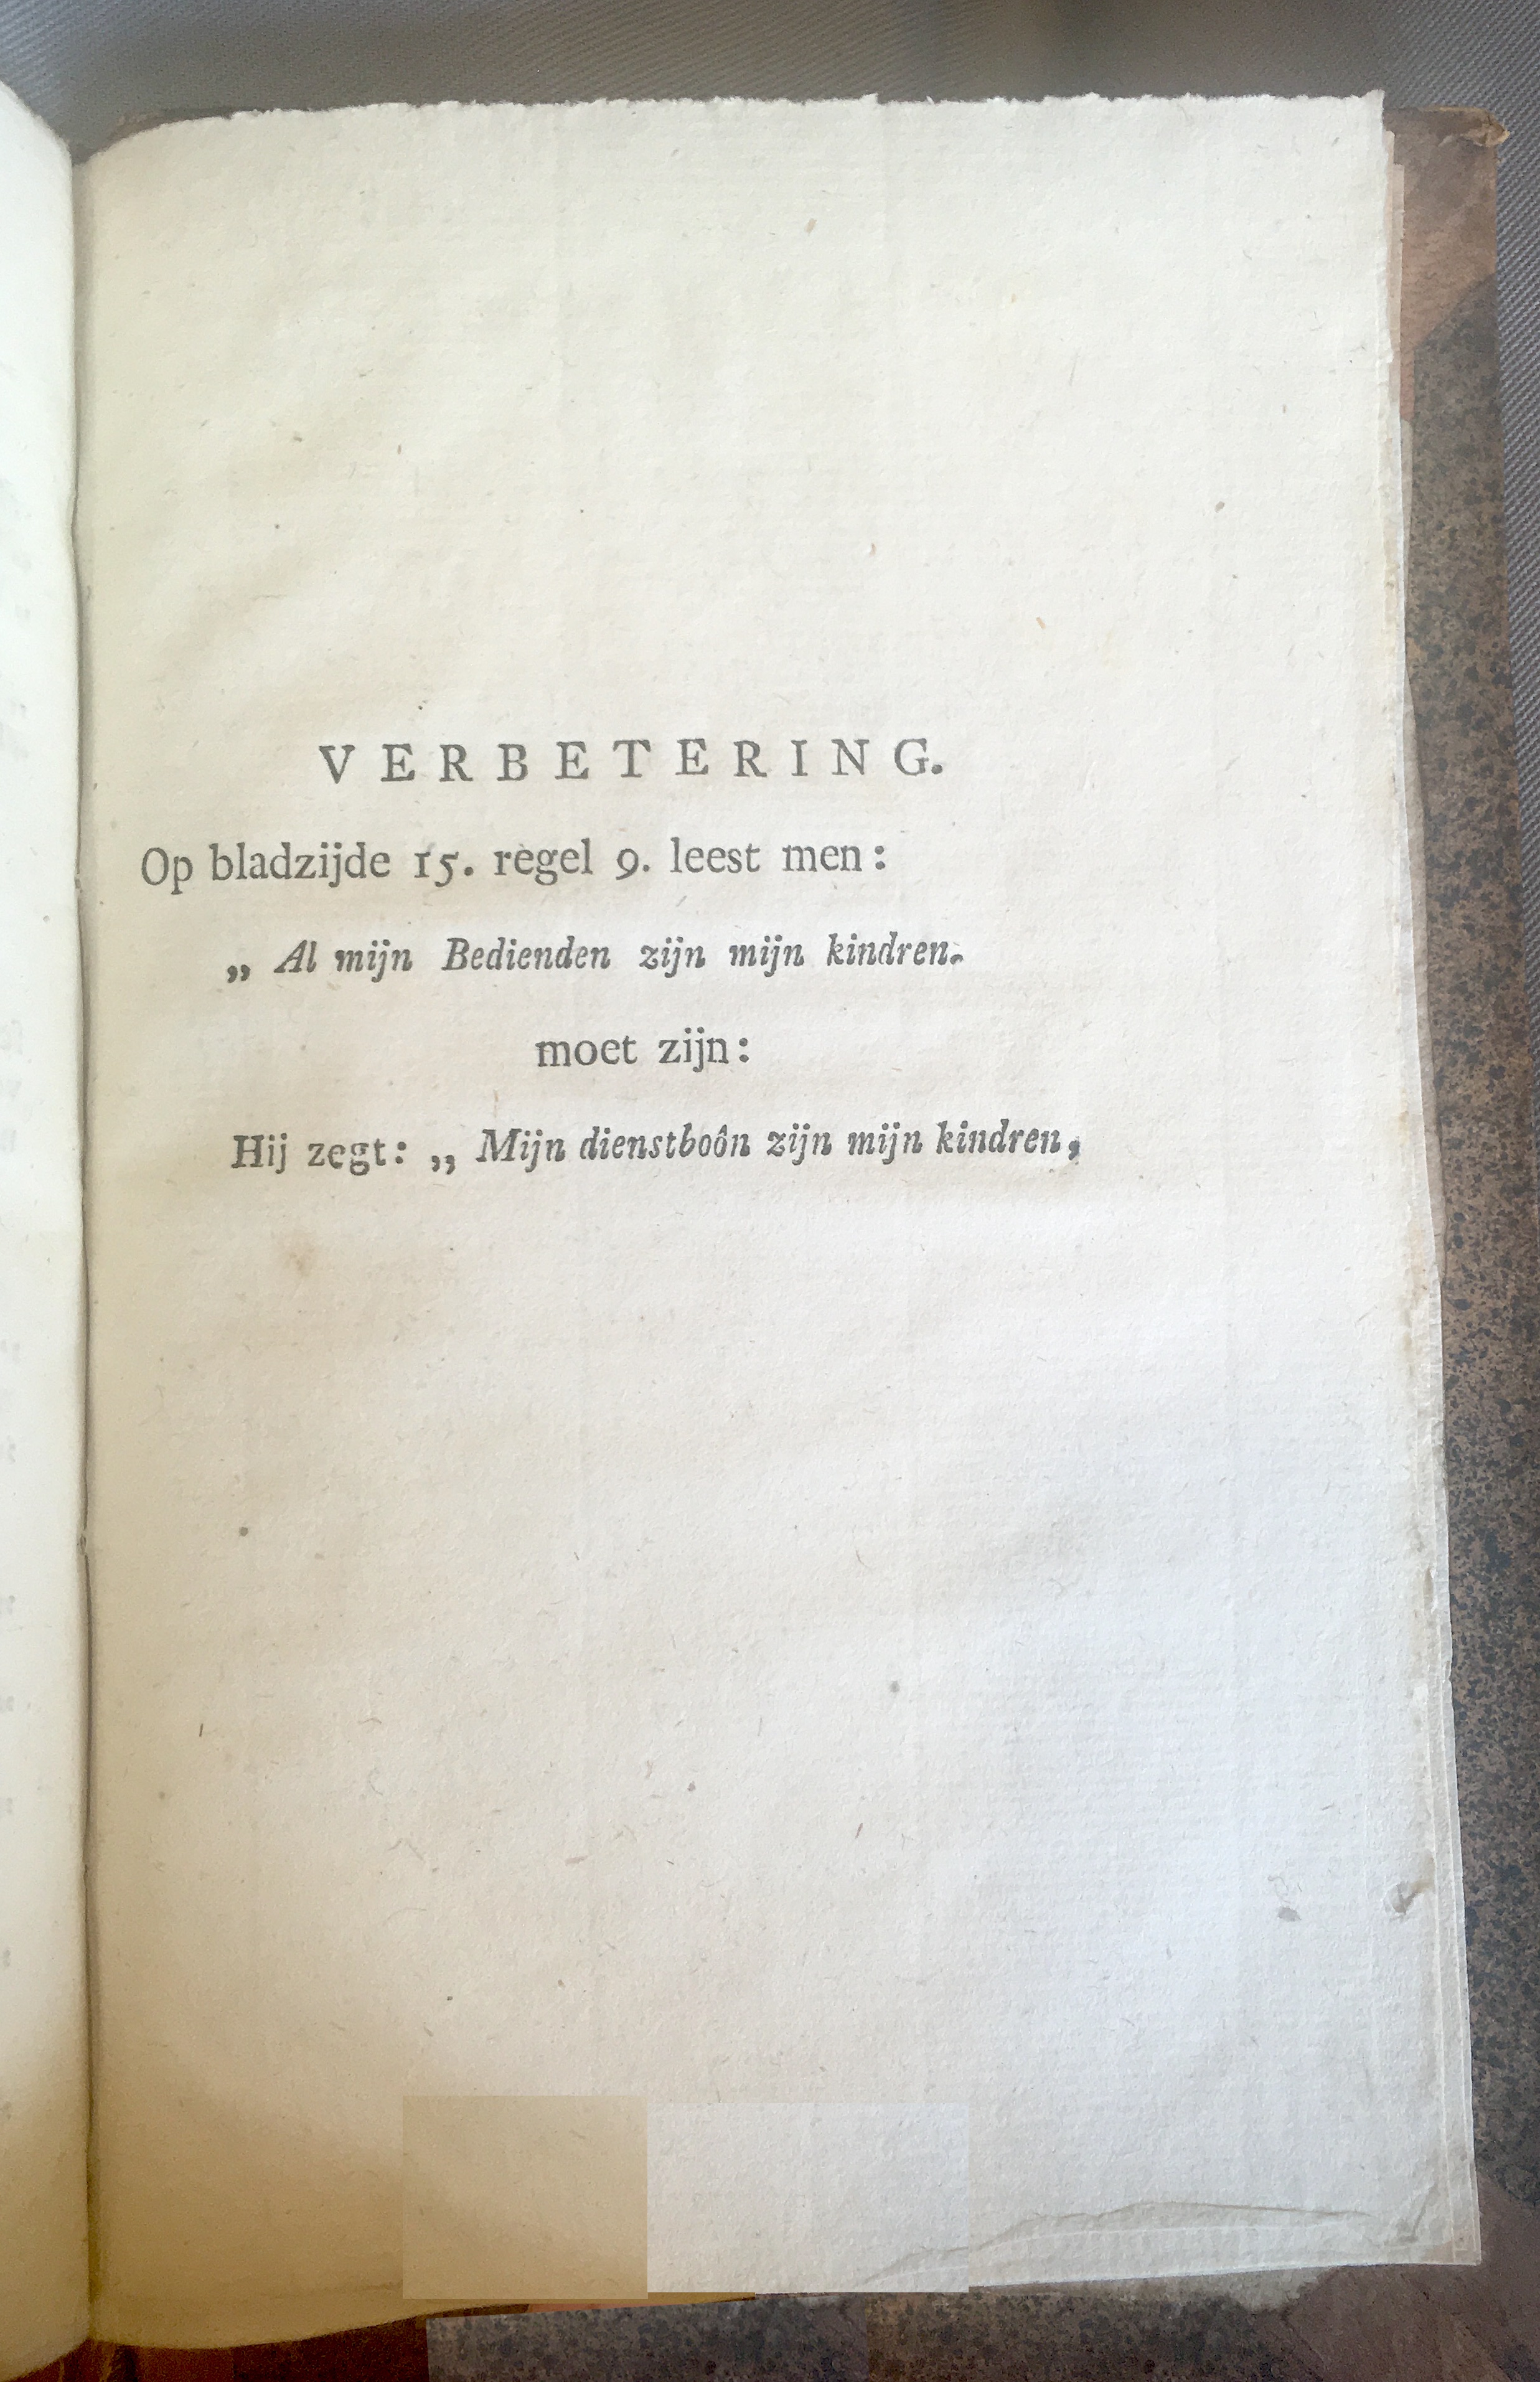 VERBETERING.
Op bladzijde 15. regel 9. leest men:
„ Al mijn Bedienden zijn mijn kindren.
moet zijn:
Hij zegt: „ Mijn dienstboôn zijn mijn kindren,